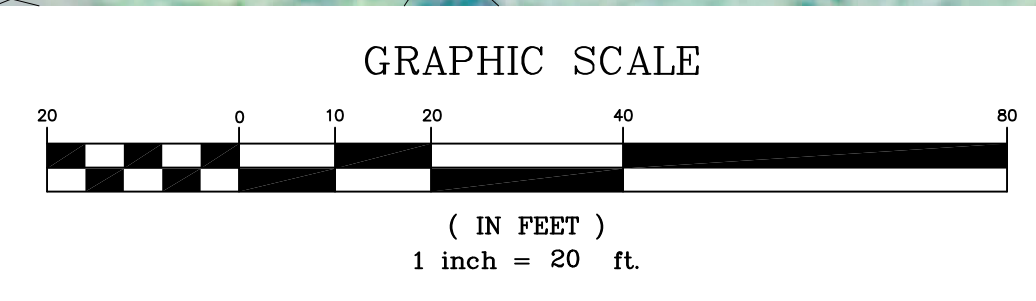 GRAPHIC SCALE
20 0 10 20 40 80
( IN FEET )
1 inch = 20 ft.